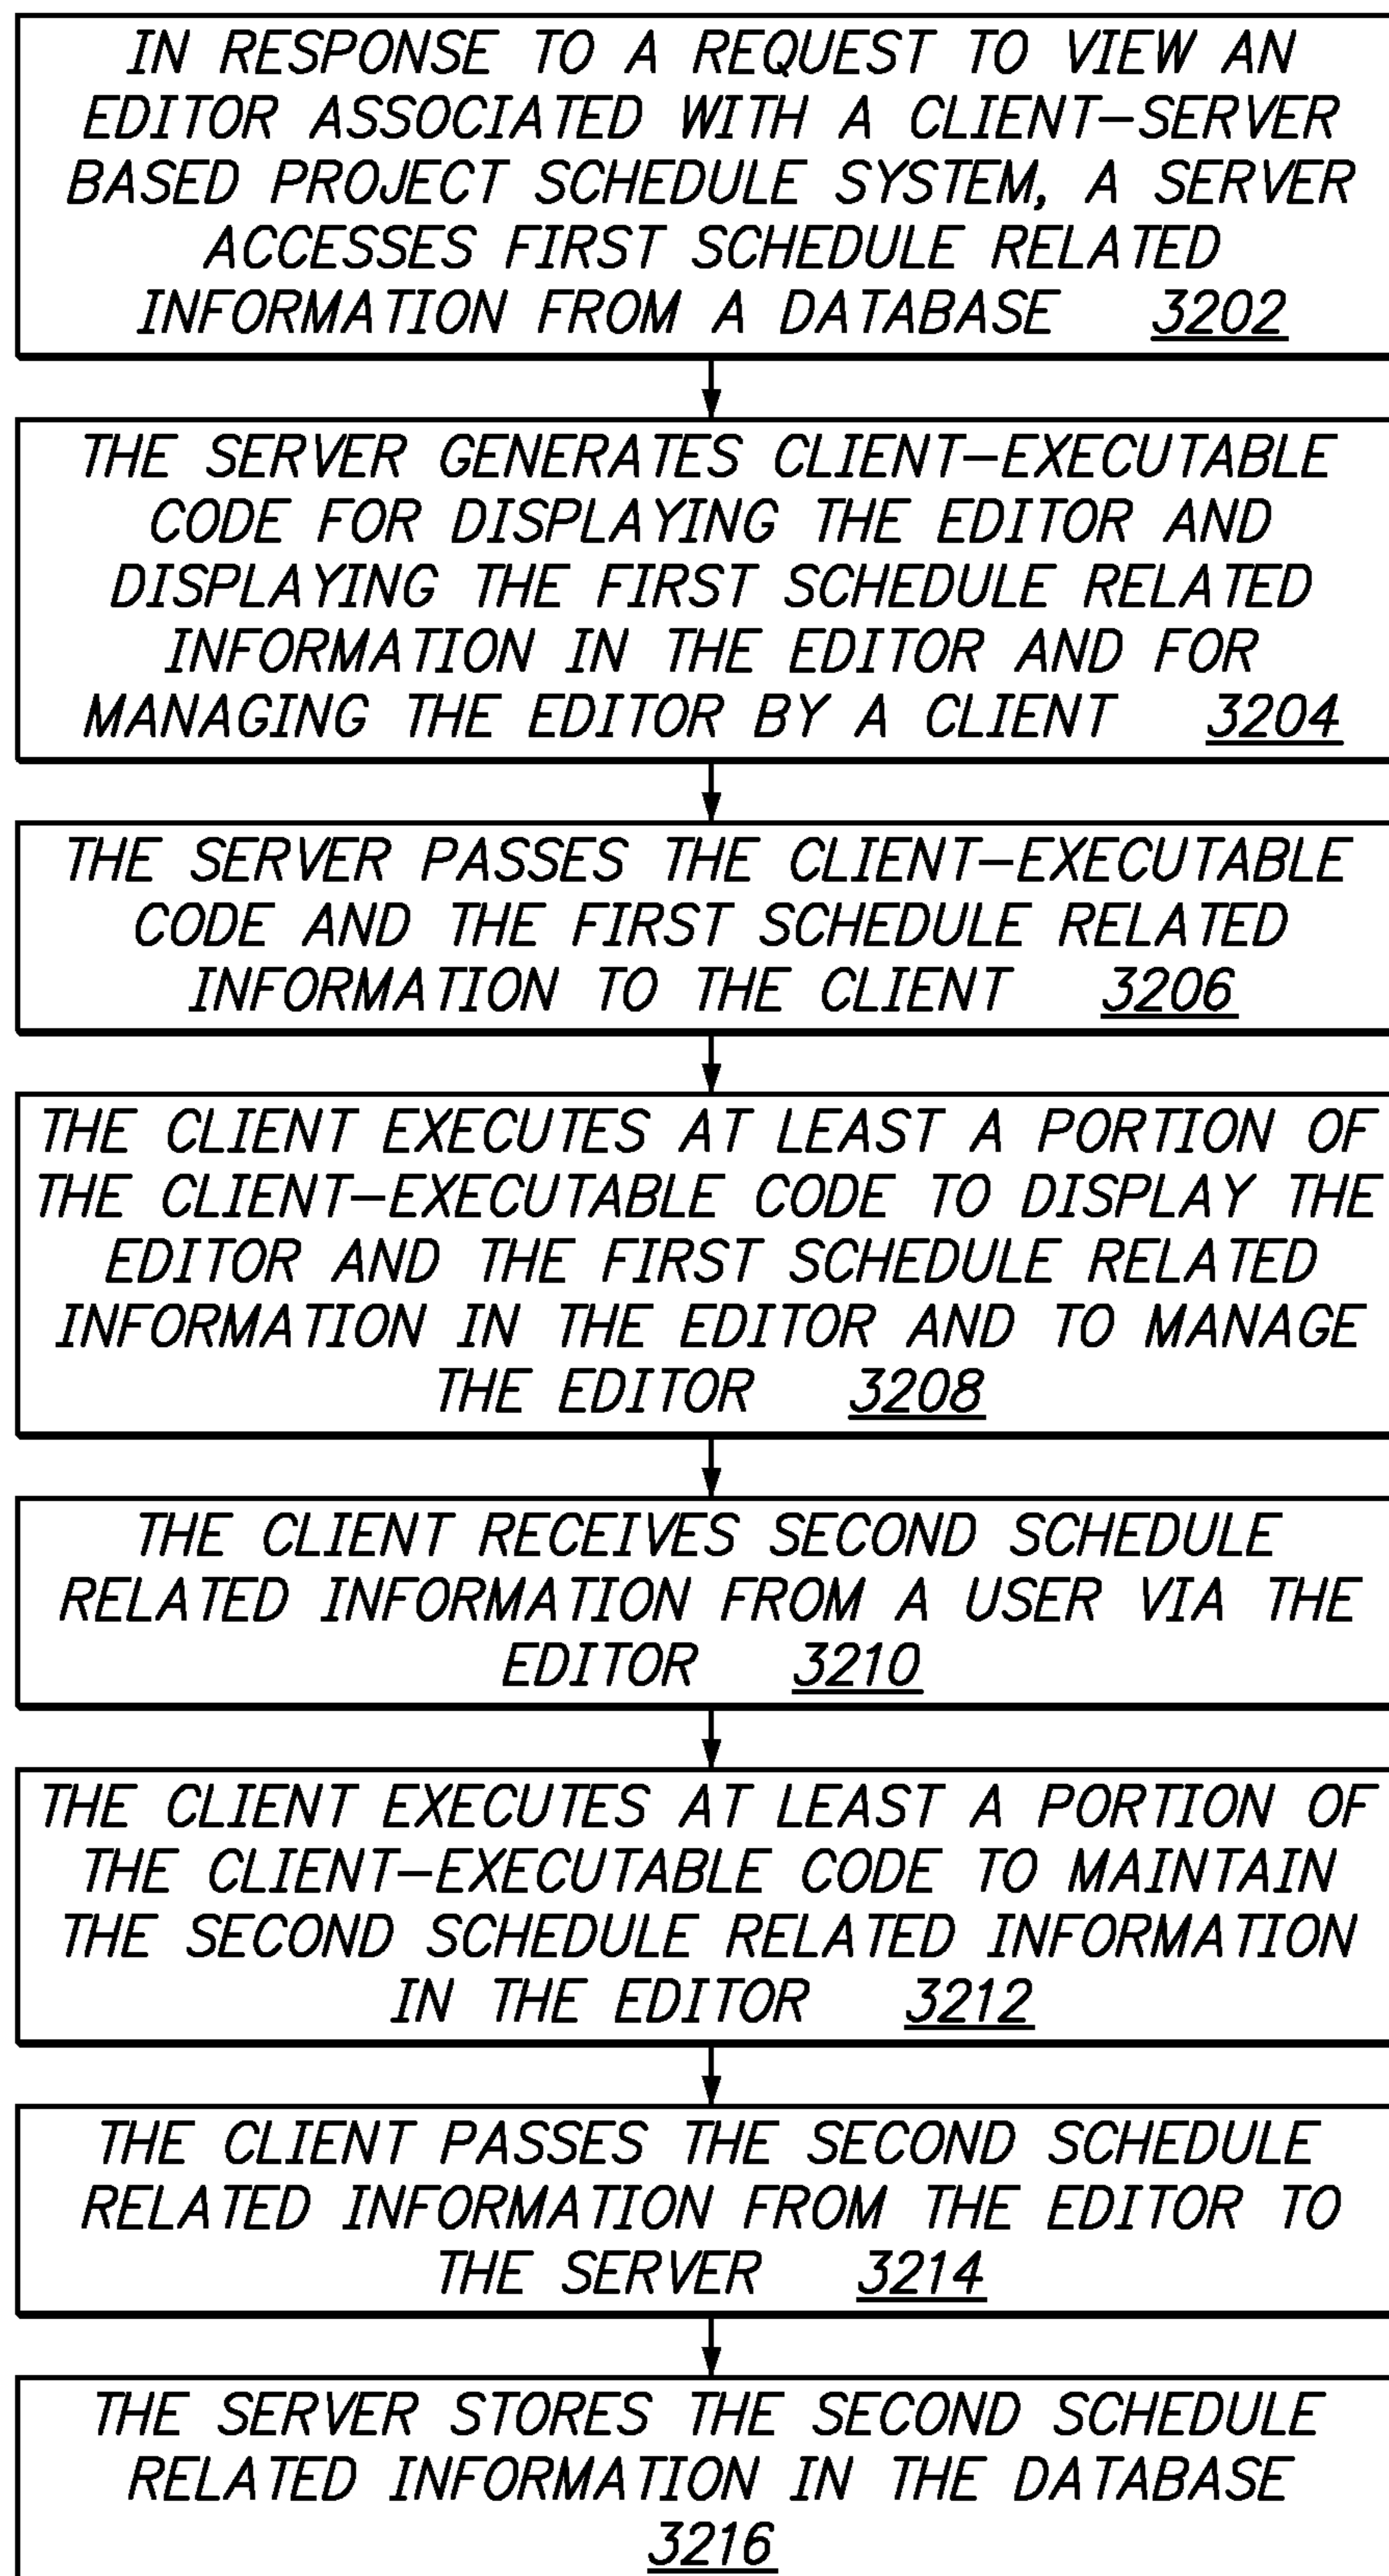 IN RESPONSE TO A REQUEST TO VIEW AN
EDITOR ASSOCIATED WITH A CLIENT-SERVER
BASED PROJECT SCHEDULE SYSTEM, A SERVER
ACCESSES FIRST SCHEDULE RELATED
INFORMATION FROM A DATABASE 3202
THE SERVER GENERATES CLIENT-EXECUTABLE
CODE FOR DISPLAYING THE EDITOR AND
DISPLAYING THE FIRST SCHEDULE RELATED
INFORMATION IN THE EDITOR AND FOR
MANAGING THE EDITOR BY A CLIENT 3204
THE SERVER PASSES THE CLIENT-EXECUTABLE
CODE AND THE FIRST SCHEDULE RELATED
INFORMATION TO THE CLIENT 3206
THE CLIENT EXECUTES AT LEAST A PORTION OF
THE CLIENT-EXECUTABLE CODE TO DISPLAY THE
EDITOR AND THE FIRST SCHEDULE RELATED
INFORMATION IN THE EDITOR AND TO MANAGE
THE EDITOR 3208
THE CLIENT RECEIVES SECOND SCHEDULE
RELATED INFORMATION FROM A USER VIA THE
EDITOR 3210
THE CLIENT EXECUTES AT LEAST A PORTION OF
THE CLIENT-EXECUTABLE CODE TO MAINTAIN
THE SECOND SCHEDULE RELATED INFORMATION
IN THE EDITOR 3212
THE CLIENT PASSES THE SECOND SCHEDULE
RELATED INFORMATION FROM THE EDITOR TO
THE SERVER 3214
THE SERVER STORES THE SECOND SCHEDULE
RELATED INFORMATION IN THE DATABASE
3216